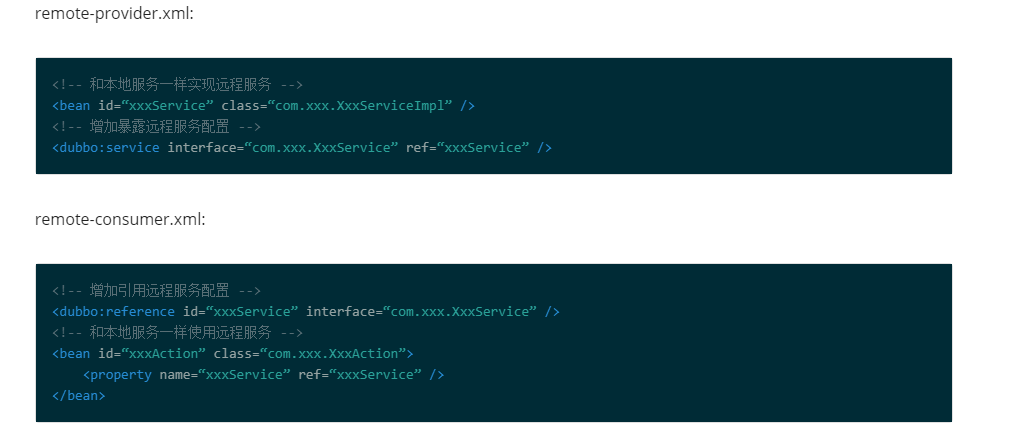 remote-provider.xml:
<!-- 和本地服务一样实现远程服务 -->
<bean id=“xxxService” class=“com.xxx.XxxServiceImpl” />
<!-- 增加暴露远程服务配置 -->
<dubbo:service interface=“com.xxx.XxxService” ref=“xxxService” />
remote-consumer.xml:
<!-- 增加引用远程服务配置 -->
<dubbo:reference id=“xxxService” interface=“com.xxx.XxxService” />
<!-- 和本地服务一样使用远程服务 -->
<bean id=“xxxAction” class=“com.xxx.XxxAction”>
    <property name=“xxxService” ref=“xxxService” />
</bean>